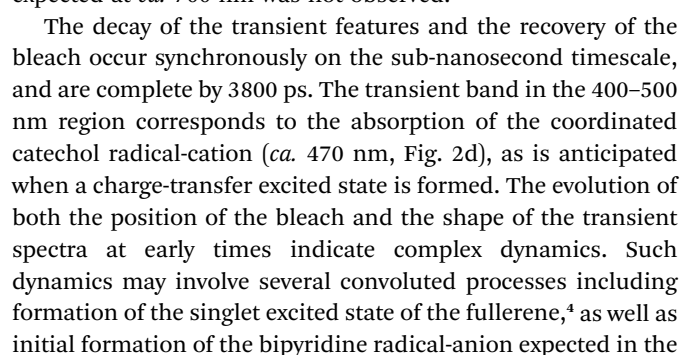 expected at ca. 700 nm was not observed.
The decay of the transient features and the recovery of the
bleach occur synchronously on the sub-nanosecond timescale,
and are complete by 3800 ps. The transient band in the 400–500
nm region corresponds to the absorption of the coordinated
catechol radical-cation (ca. 470 nm, Fig. 2d), as is anticipated
when a charge-transfer excited state is formed. The evolution of
both the position of the bleach and the shape of the transient
spectra at early times indicate complex dynamics. Such
dynamics may involve several convoluted processes including
formation of the singlet excited state of the fullerene,⁴ as well as
initial formation of the bipyridine radical-anion expected in the